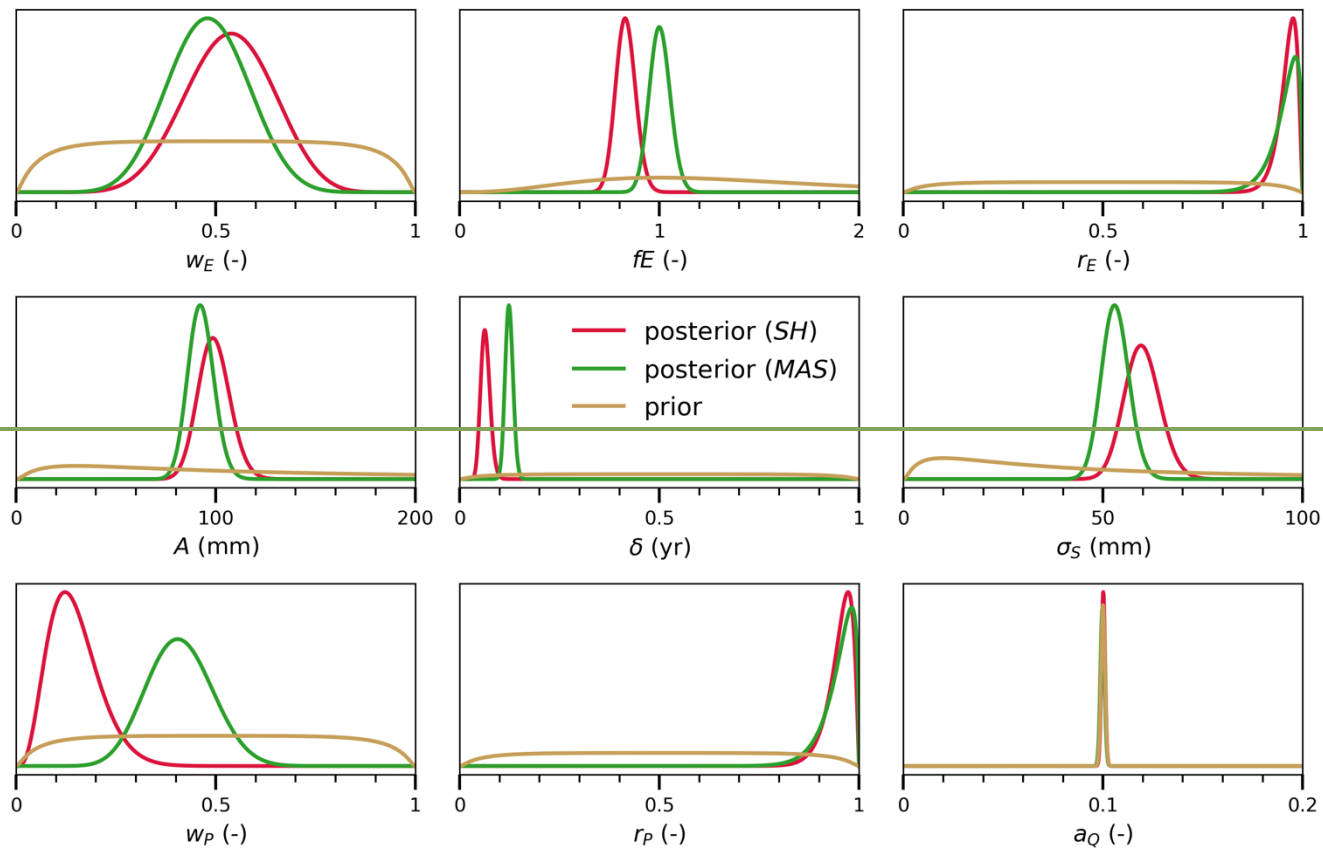 0 0.5 1
w_E (-)
0 1 2
fE (-)
0 0.5 1
r_E (-)
posterior (SH)
posterior (MAS)
prior
0 100 200
A (mm)
0 0.5 1
δ (yr)
0 50 100
σ_S (mm)
0 0.5 1
w_P (-)
0 0.5 1
r_P (-)
0 0.1 0.2
a_Q (-)